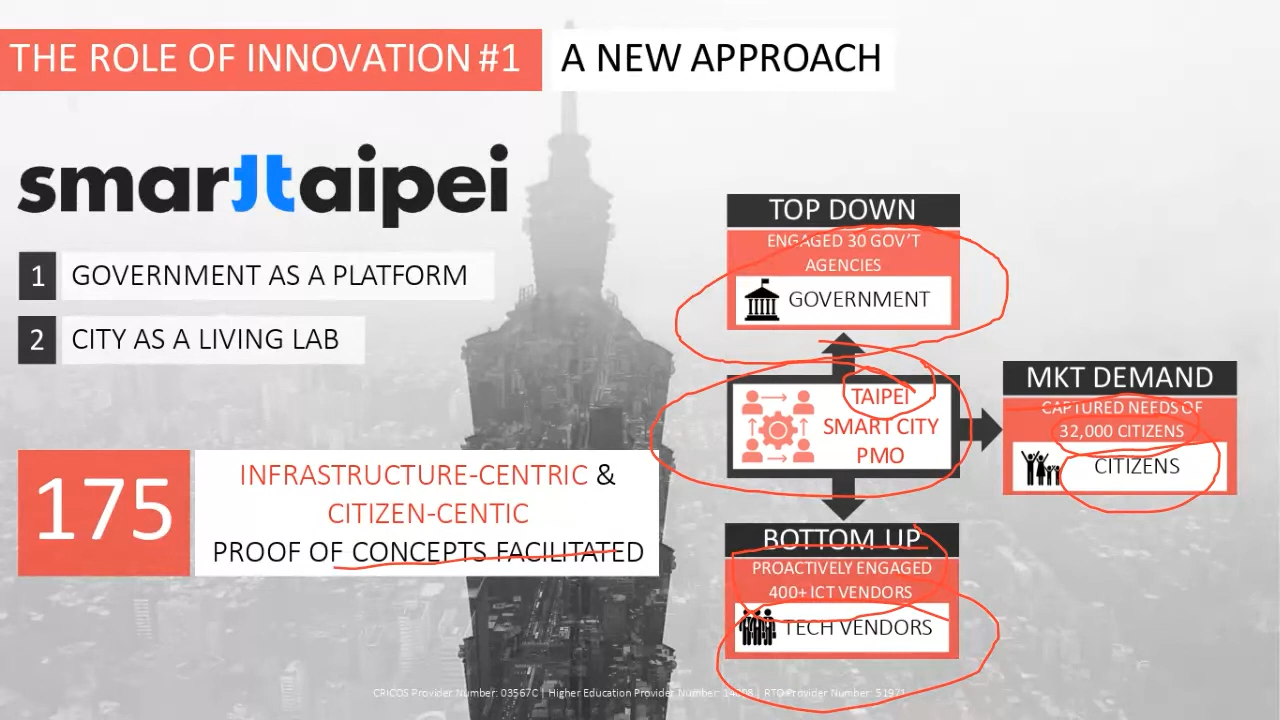 THE ROLE OF INNOVATION #1
A NEW APPROACH
smarttaipei
1 GOVERNMENT AS A PLATFORM
2 CITY AS A LIVING LAB
175
INFRASTRUCTURE-CENTRIC &
CITIZEN-CENTIC
PROOF OF CONCEPTS FACILITATED
TOP DOWN
ENGAGED 30 GOV'T
AGENCIES
GOVERNMENT
TAIPEI
SMART CITY
PMO
MKT DEMAND
CAPTURED NEEDS OF
32,000 CITIZENS
CITIZENS
BOTTOM UP
PROACTIVELY ENGAGED
400+ ICT VENDORS
TECH VENDORS
CRICOS Provider Number: 03567C | Higher Education Provider Number: | RTO Provider Number: 51971